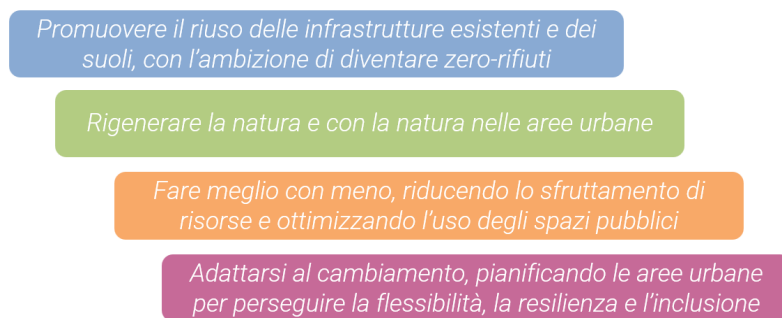 Promuovere il riuso delle infrastrutture esistenti e dei
suoli, con l’ambizione di diventare zero-rifiuti
Rigenerare la natura e con la natura nelle aree urbane
Fare meglio con meno, riducendo lo sfruttamento di
risorse e ottimizzando l’uso degli spazi pubblici
Adattarsi al cambiamento, pianificando le aree urbane
per perseguire la flessibilità, la resilienza e l’inclusione